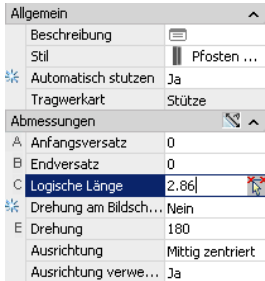 Allgemein
Beschreibung
Stil Pfosten ...
Automatisch stutzen Ja
Tragwerkart Stütze
Abmessungen
A Anfangsversatz 0
B Endversatz 0
C Logische Länge 2.86
Drehung am Bildsch... Nein
E Drehung 180
Ausrichtung Mittig zentriert
Ausrichtung verwe... Ja